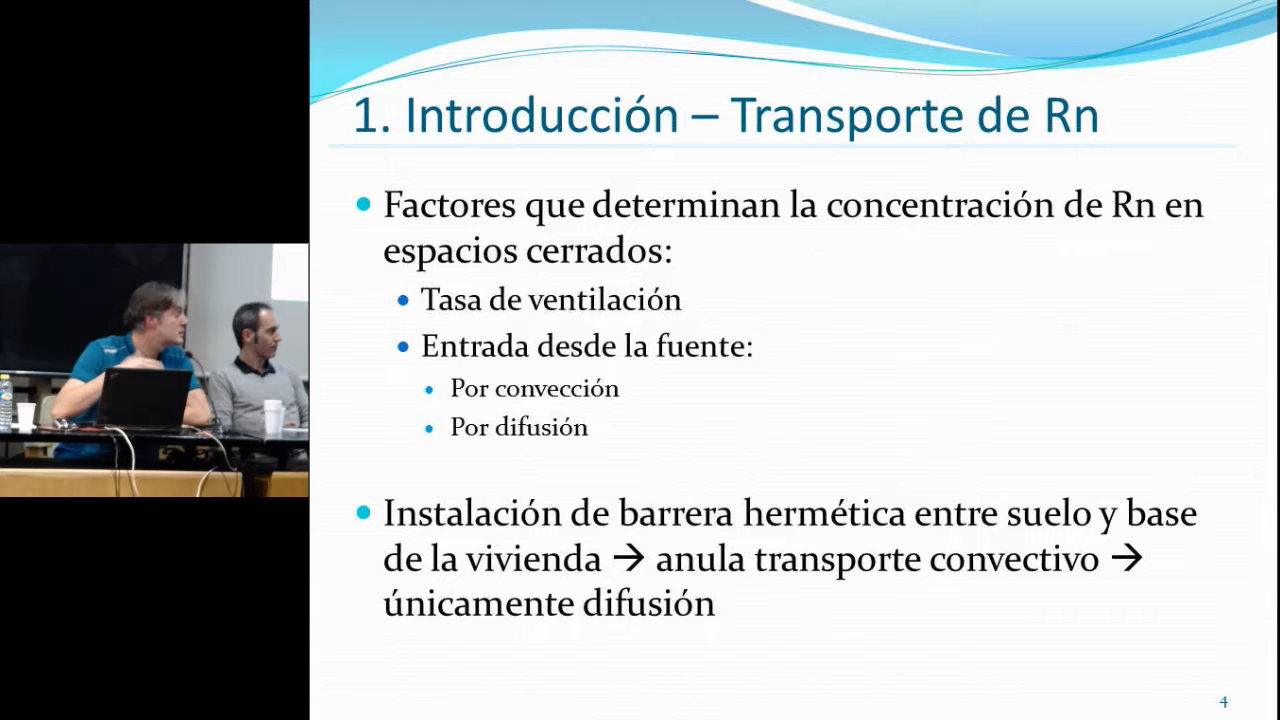 1. Introducción – Transporte de Rn
• Factores que determinan la concentración de Rn en
espacios cerrados:
• Tasa de ventilación
• Entrada desde la fuente:
• Por convección
• Por difusión
• Instalación de barrera hermética entre suelo y base
de la vivienda → anula transporte convectivo →
únicamente difusión
4